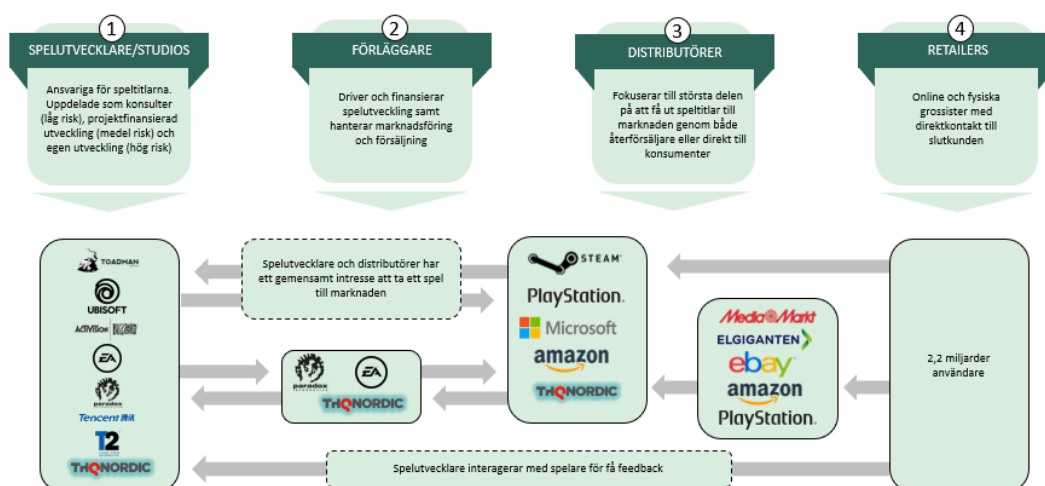 1
SPELUTVECKLARE/STUDIOS
Ansvariga för speltitlarna.
Uppdelade som konsulter
(låg risk), projektfinansierad
utveckling (medel risk) och
egen utveckling (hög risk)
2
FÖRLÄGGARE
Driver och finansierar
spelutveckling samt
hanterar marknadsföring
och försäljning
3
DISTRIBUTÖRER
Fokuserar till största delen
på att få ut speltitlar till
marknaden genom både
återförsäljare eller direkt till
konsumenter
4
RETAILERS
Online och fysiska
grossister med
direktkontakt till
slutkunden
TOADMAN
UBISOFT
ACTIVISION BLIZZARD
EA
paradox
Tencent 腾讯
T2
THQNORDIC
Spelutvecklare och distributörer har
ett gemensamt intresse att ta ett spel
till marknaden
paradox
INTERACTIVE
EA
THQNORDIC
STEAM
PlayStation.
Microsoft
amazon
THQNORDIC
Media Markt
ELGIGANTEN
ebay
amazon
PlayStation.
2,2 miljarder
användare
Spelutvecklare interagerar med spelare för få feedback